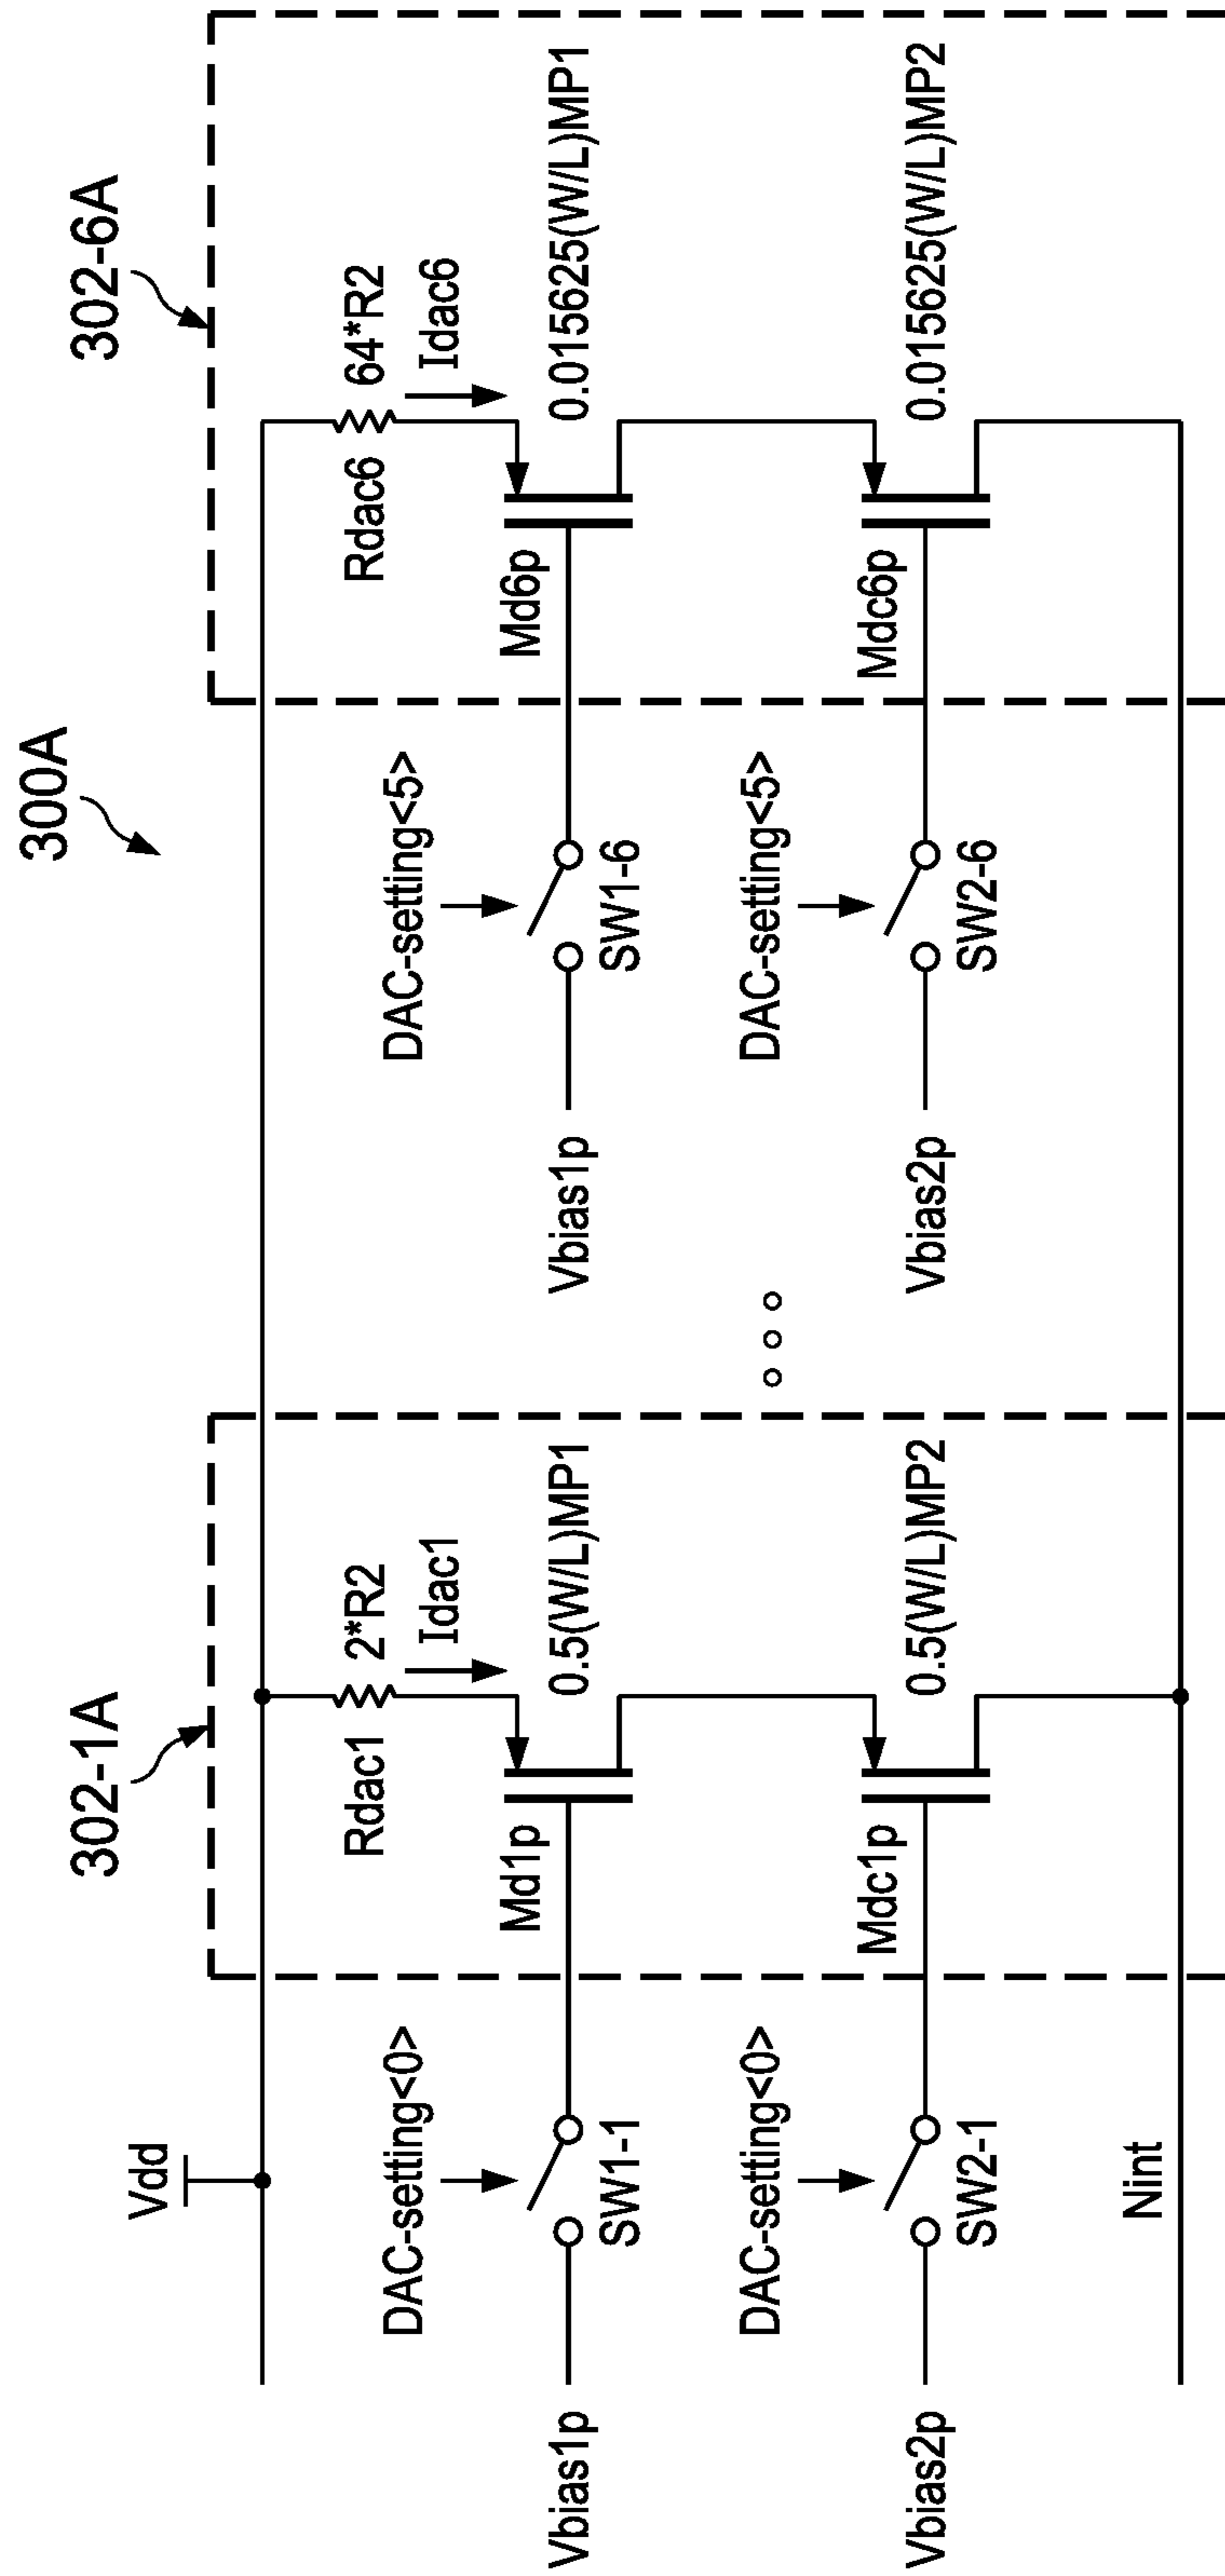 300A
302-1A
302-6A
Vdd
Rdac1
2*R2
Idac1
Rdac6
64*R2
Idac6
DAC-setting<0>
SW1-1
Vbias1p
Md1p
0.5(W/L)MP1
DAC-setting<5>
SW1-6
Vbias1p
Md6p
0.015625(W/L)MP1
DAC-setting<0>
SW2-1
Vbias2p
Mdc1p
0.5(W/L)MP2
DAC-setting<5>
SW2-6
Vbias2p
Mdc6p
0.015625(W/L)MP2
Nint